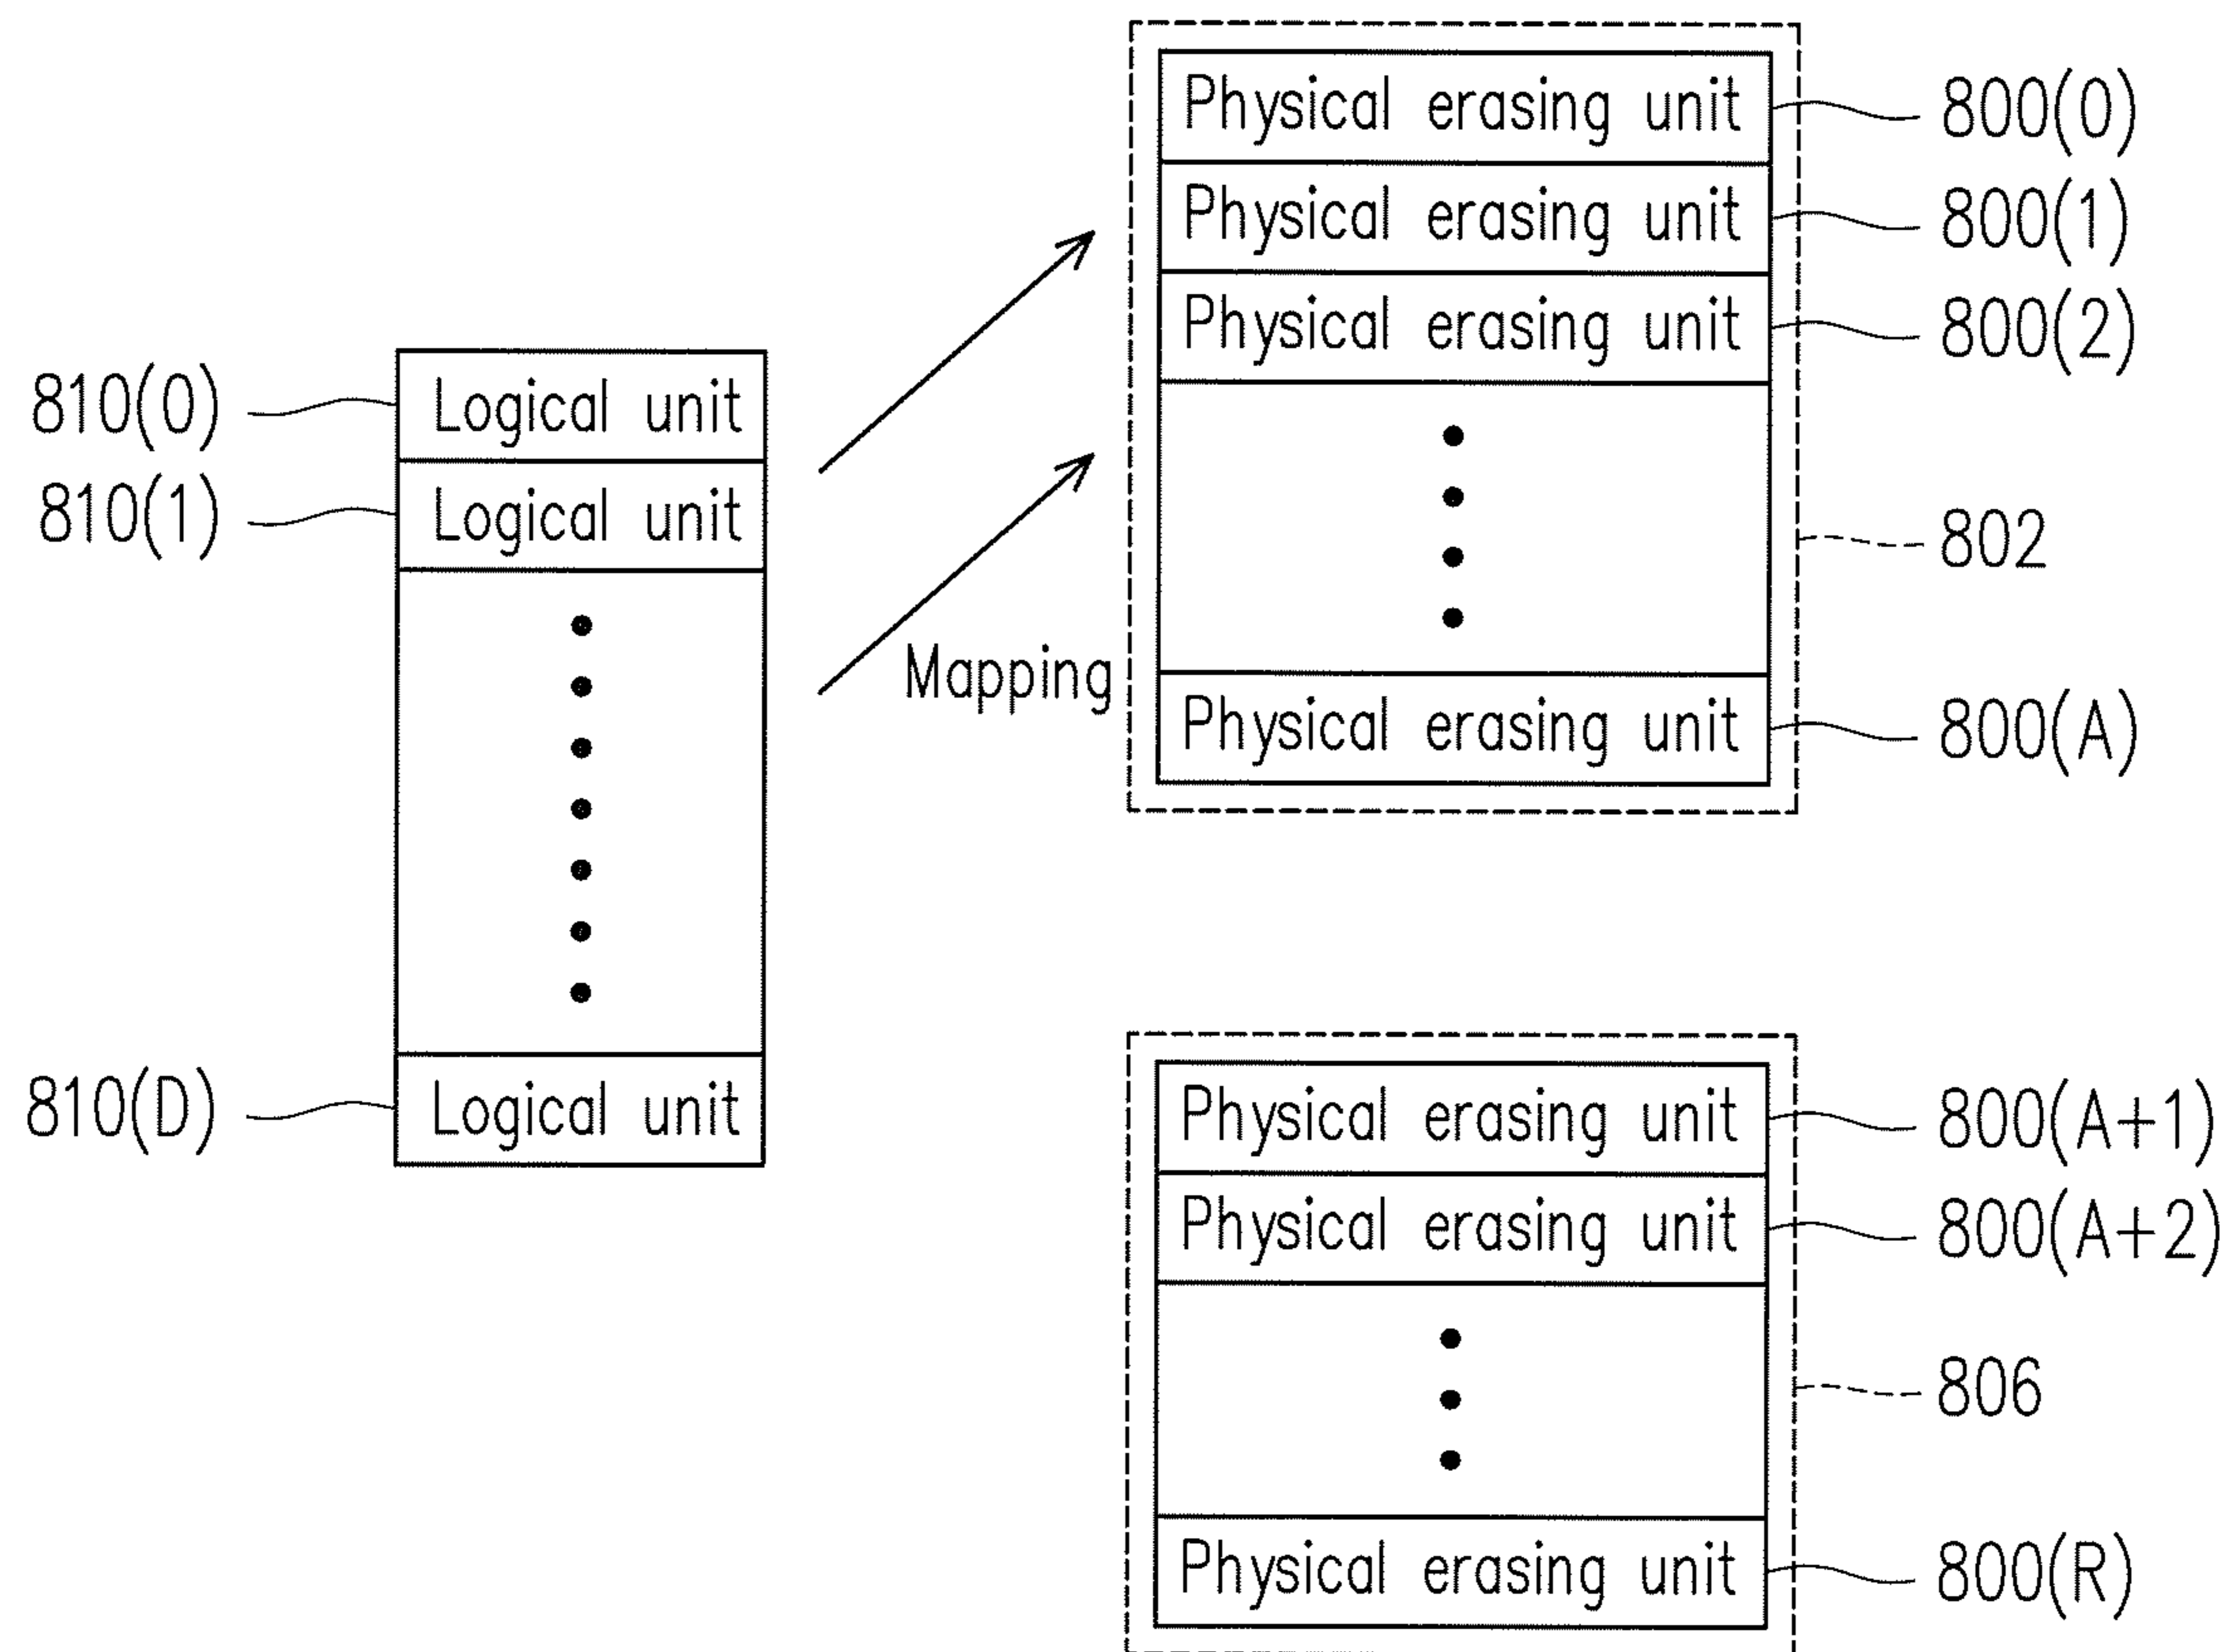 Physical erasing unit 800(0)
Physical erasing unit 800(1)
Physical erasing unit 800(2)
810(0) Logical unit
810(1) Logical unit
802
Mapping
Physical erasing unit 800(A)
810(D) Logical unit
Physical erasing unit 800(A+1)
Physical erasing unit 800(A+2)
806
Physical erasing unit 800(R)